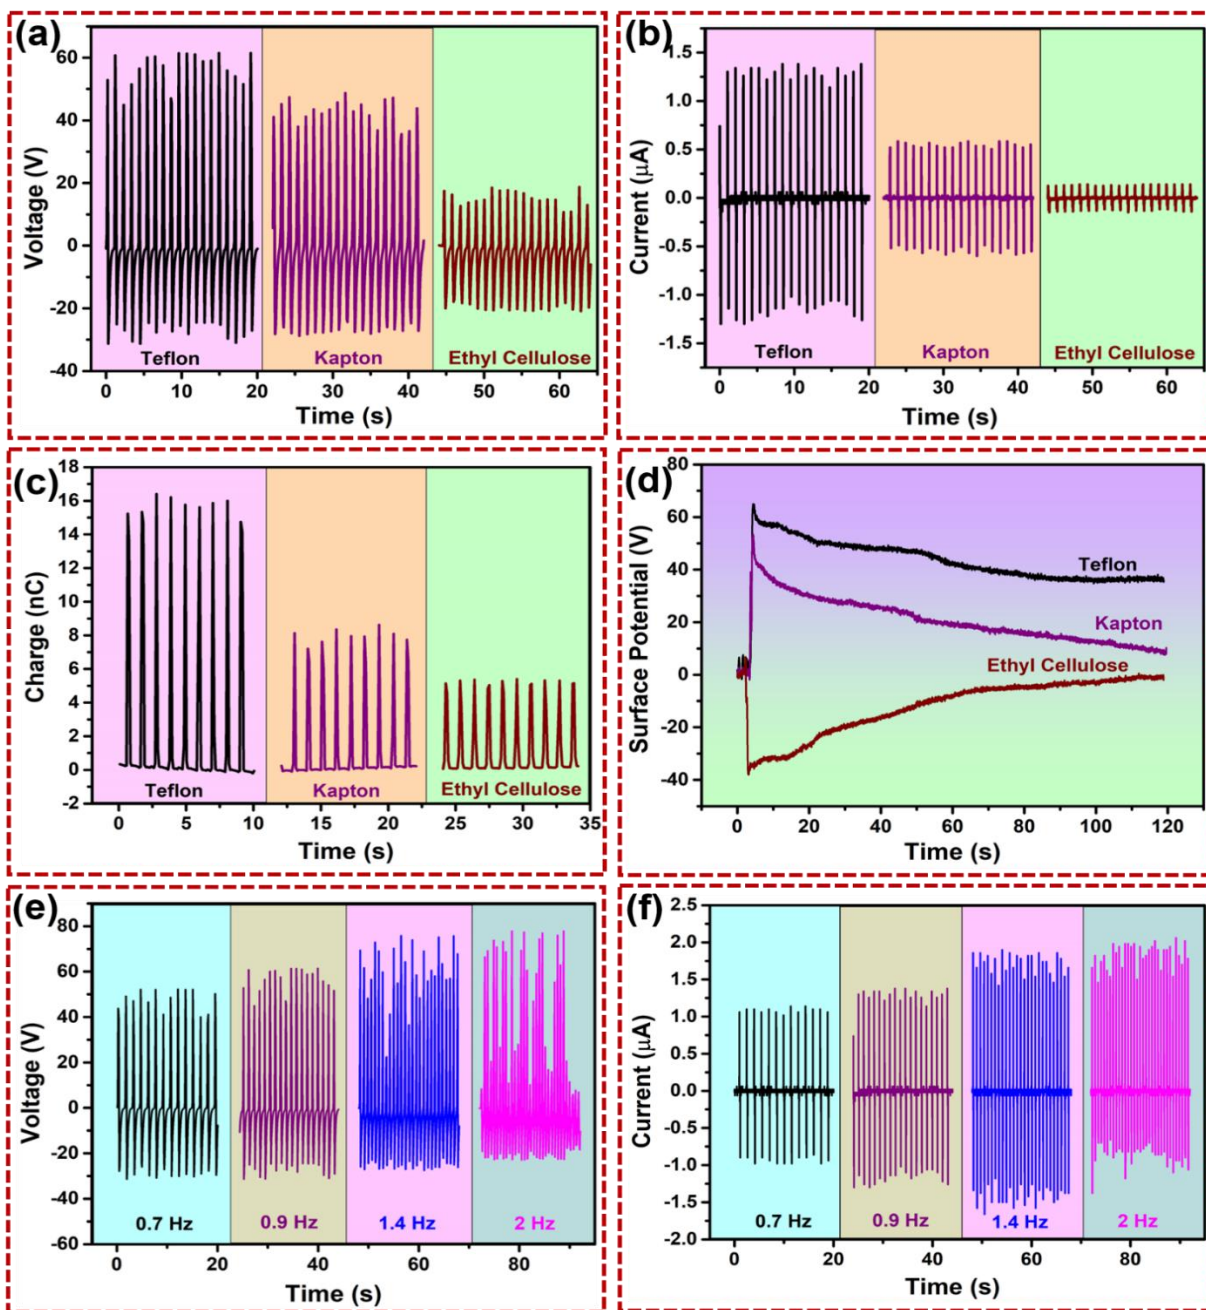 (a)
Voltage (V)
60
40
20
0
-20
-40
Teflon
Kapton
Ethyl Cellulose
0 10 20 30 40 50 60
Time (s)
(b)
Current (μA)
1.5
1.0
0.5
0.0
-0.5
-1.0
-1.5
Teflon
Kapton
Ethyl Cellulose
0 10 20 30 40 50 60
Time (s)
(c)
Charge (nC)
18
16
14
12
10
8
6
4
2
0
-2
Teflon
Kapton
Ethyl Cellulose
0 5 10 15 20 25 30 35
Time (s)
(d)
Surface Potential (V)
80
60
40
20
0
-20
-40
Teflon
Kapton
Ethyl Cellulose
0 20 40 60 80 100 120
Time (s)
(e)
Voltage (V)
80
60
40
20
0
-20
-40
-60
0.7 Hz
0.9 Hz
1.4 Hz
2 Hz
0 20 40 60 80
Time (s)
(f)
Current (μA)
2.5
2.0
1.5
1.0
0.5
0.0
-0.5
-1.0
-1.5
-2.0
0.7 Hz
0.9 Hz
1.4 Hz
2 Hz
0 20 40 60 80
Time (s)